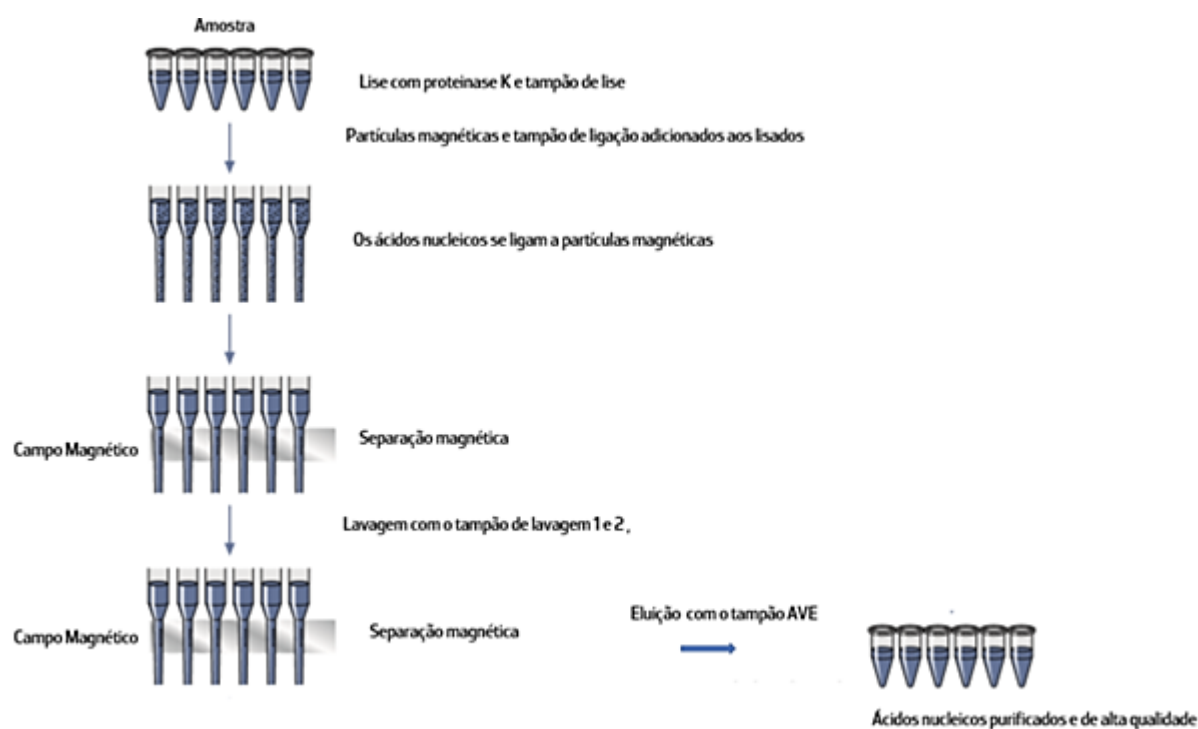 Amostra
Lise com proteinase K e tampão de lise
Partículas magnéticas e tampão de ligação adicionados aos lisados
Os ácidos nucleicos se ligam a partículas magnéticas
Campo Magnético
Separação magnética
Lavagem com o tampão de lavagem 1 e 2 ,
Campo Magnético
Separação magnética
Eluição com o tampão AVE
Ácidos nucleicos purificados e de alta qualidade